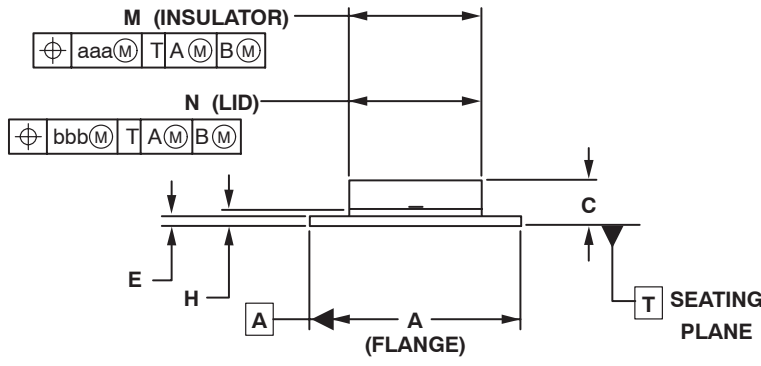 M (INSULATOR)
⌖ aaaⓂ T AⓂ BⓂ
N (LID)
⌖ bbbⓂ T AⓂ BⓂ
C
E
H
A
A
(FLANGE)
T SEATING
PLANE